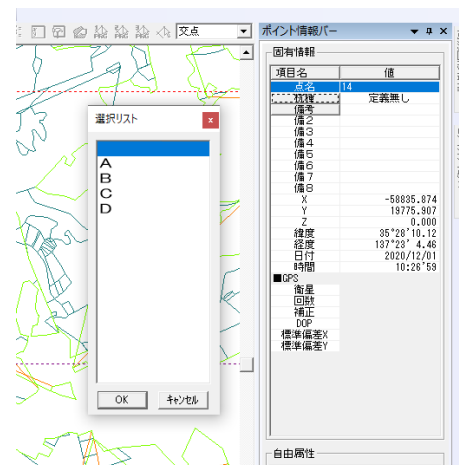 交点
ポイント情報バー
固有情報
項目名 値
点名 14
杭種 定義無し
備考
備2
備3
備4
備5
備6
備7
備8
X -58835.874
Y 19775.907
Z 0.000
緯度 35°28'10.12
経度 137°23' 4.46
日付 2020/12/01
時間 10:26'59
■GPS
衛星
回数
補正
DOP
標準偏差X
標準偏差Y
自由属性
選択リスト
A
B
C
D
OK キャンセル